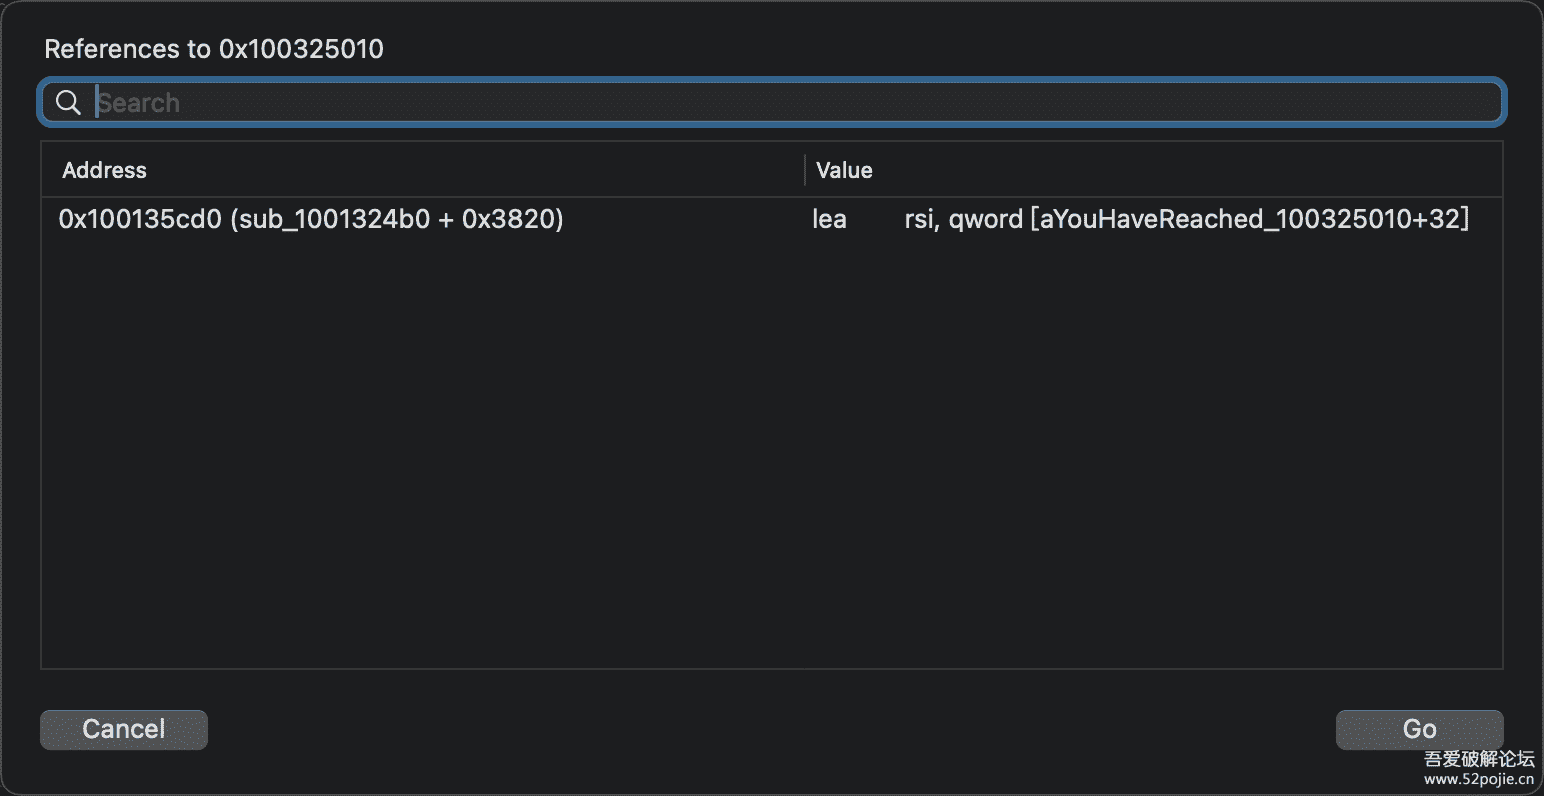 References to 0x100325010
Search
Address Value
0x100135cd0 (sub_1001324b0 + 0x3820) lea rsi, qword [aYouHaveReached_100325010+32]
Cancel Go
吾爱破解论坛
www.52pojie.cn